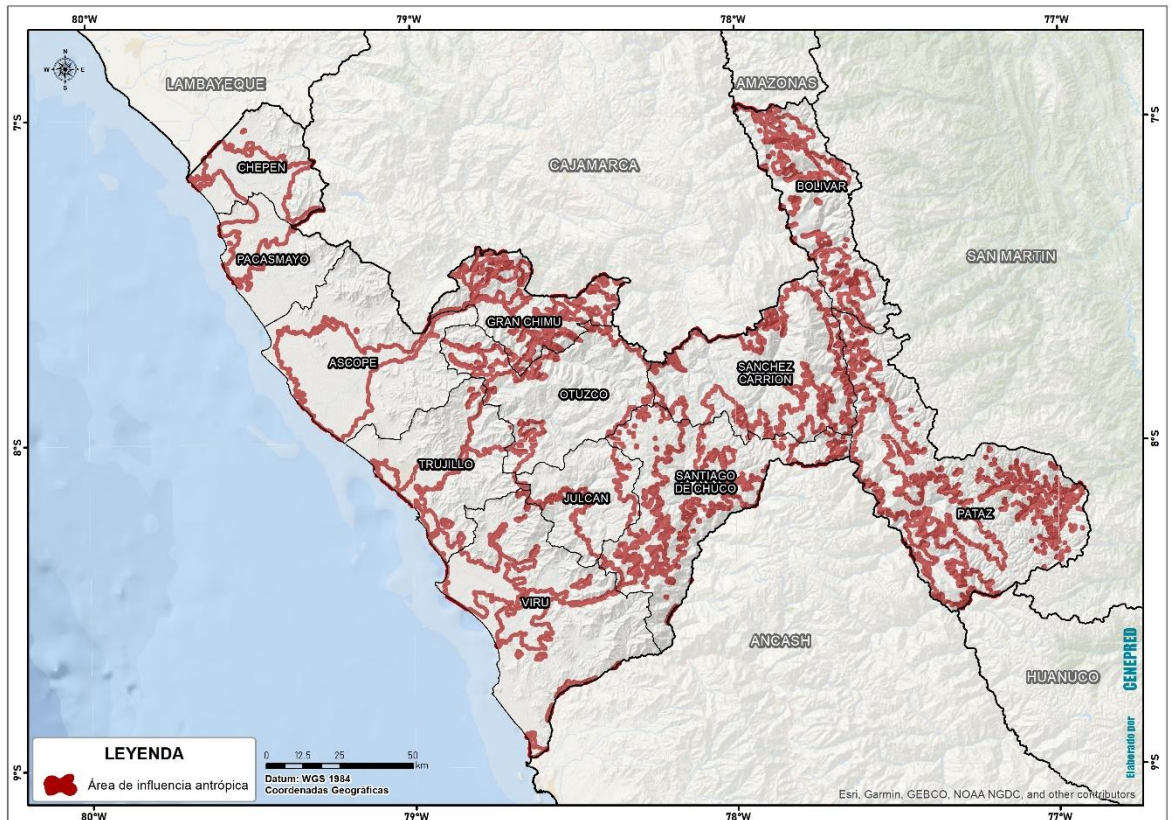 80°W
79°W
78°W
77°W
N
W
E
S
LAMBAYEQUE
AMAZONAS
7°S
7°S
CHEPEN
CAJAMARCA
BOLIVAR
PACASMAYO
SAN MARTIN
GRAN CHIMU
ASCOPE
SANCHEZ
CARRION
OTUZCO
8°S
8°S
TRUJILLO
SANTIAGO
DE CHUCO
JULCAN
PATAZ
VIRU
ANCASH
HUANUCO
Elaborado por CENEPRED
LEYENDA
Área de influencia antrópica
0 12.5 25 50
km
Datum: WGS 1984
Coordenadas Geográficas
9°S
9°S
Esri, Garmin, GEBCO, NOAA NGDC, and other contributors
80°W
79°W
78°W
77°W